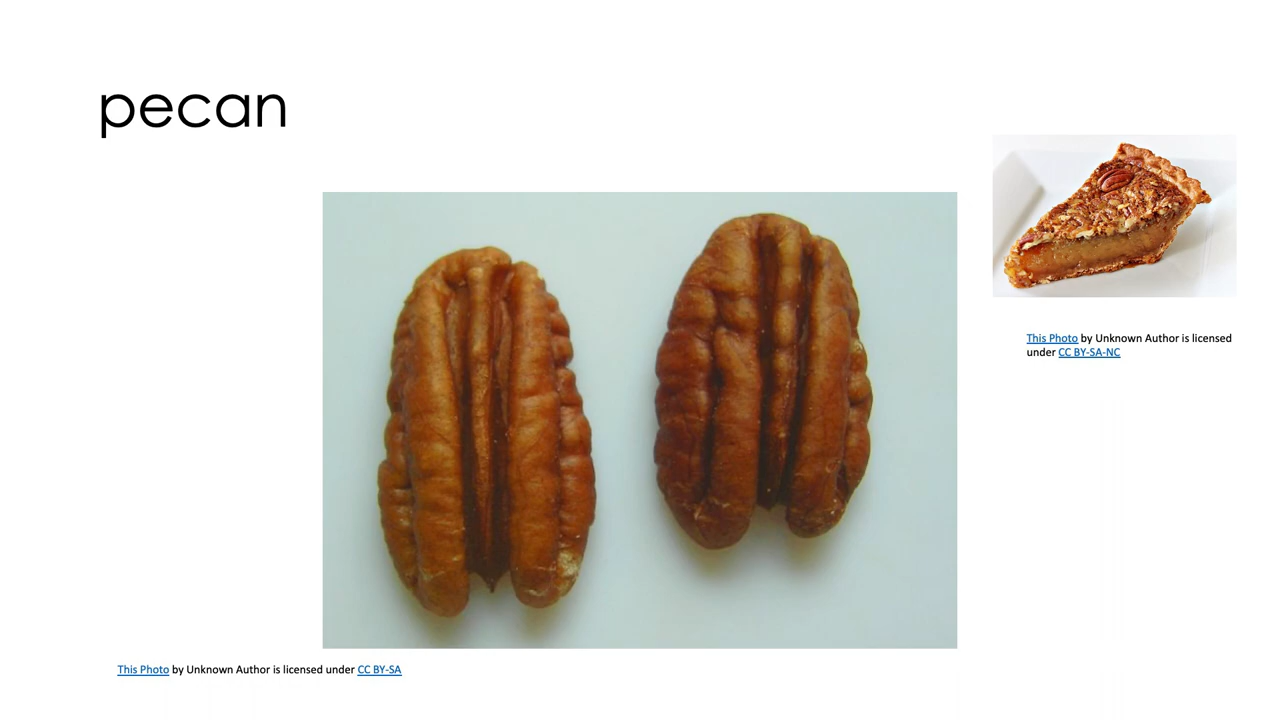 pecan
This Photo by Unknown Author is licensed
under CC BY-SA-NC
This Photo by Unknown Author is licensed under CC BY-SA